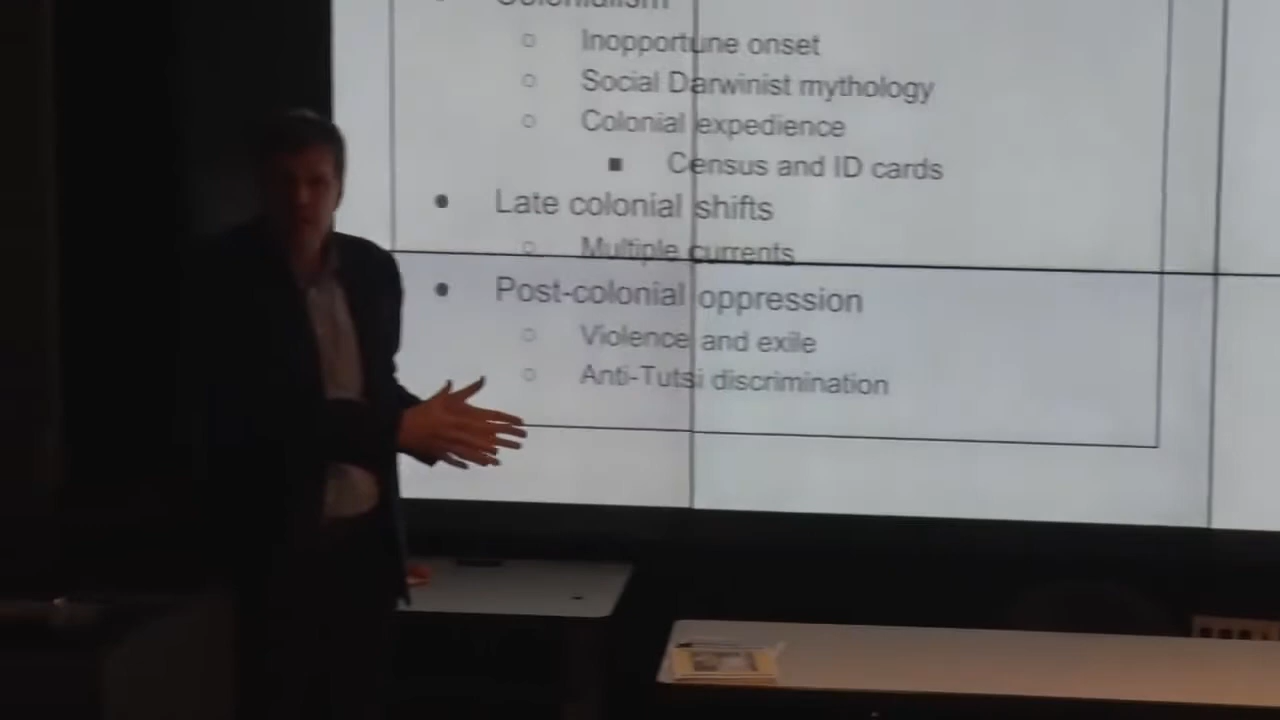 Colonialism
Inopportune onset
Social Darwinist mythology
Colonial expedience
Census and ID cards
Late colonial shifts
Multiple currents
Post-colonial oppression
Violence and exile
Anti-Tutsi discrimination